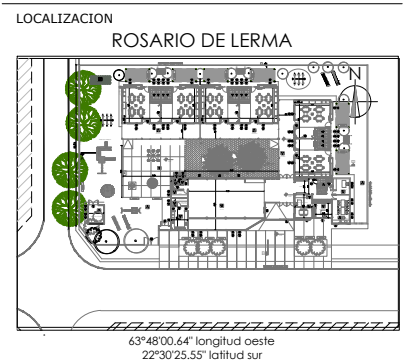 LOCALIZACION
ROSARIO DE LERMA
N
63°48'00.64" longitud oeste
22°30'25.55" latitud sur